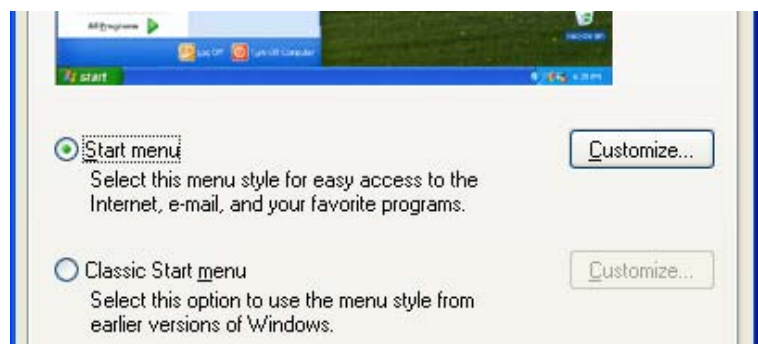 All Programs
Log Off Turn Off Computer
start
Start menu
Customize...
Select this menu style for easy access to the
Internet, e-mail, and your favorite programs.
Classic Start menu
Customize...
Select this option to use the menu style from
earlier versions of Windows.